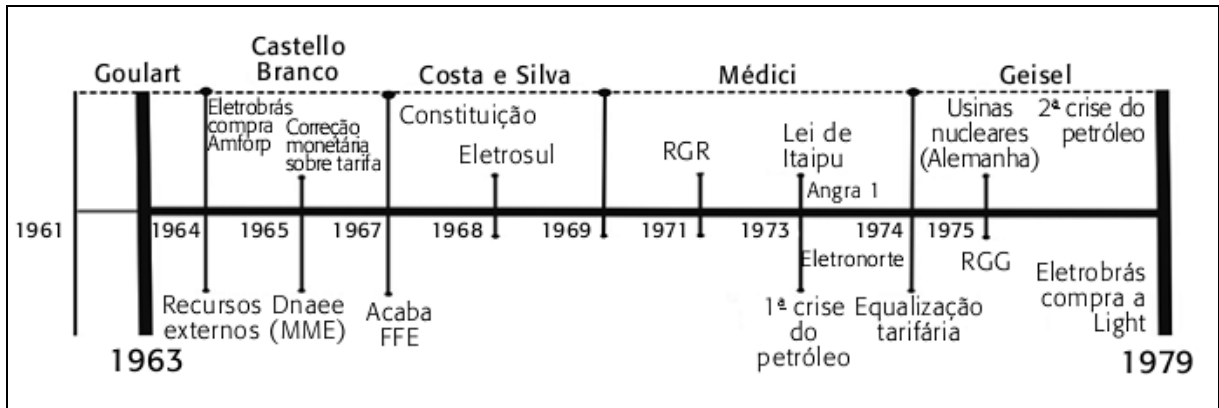 Goulart
Castello
Branco
Costa e Silva
Médici
Geisel
Eletrobrás
compra
Amforp
Correção
monetária
sobre tarifa
Constituição
Eletrosul
RGR
Lei de
Itaipu
Angra 1
Usinas
nucleares
(Alemanha)
2ª crise do
petróleo
1961
1964
1965
1967
1968
1969
1971
1973
1974
1975
Recursos
externos
Dnaee
(MME)
Acaba
FFE
1ª crise
do
petróleo
Eletronorte
Equalização
tarifária
RGG
Eletrobrás
compra a
Light
1963
1979